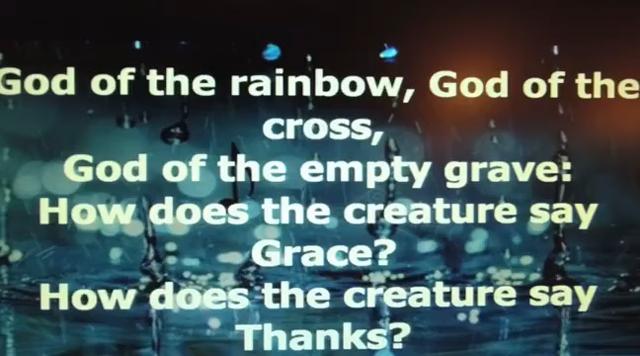 God of the rainbow, God of the
cross,
God of the empty grave:
How does the creature say
Grace?
How does the creature say
Thanks?